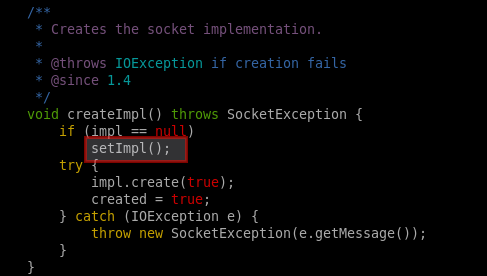 /**
 * Creates the socket implementation.
 *
 * @throws IOException if creation fails
 * @since 1.4
 */
void createImpl() throws SocketException {
    if (impl == null)
        setImpl();
    try {
        impl.create(true);
        created = true;
    } catch (IOException e) {
        throw new SocketException(e.getMessage());
    }
}